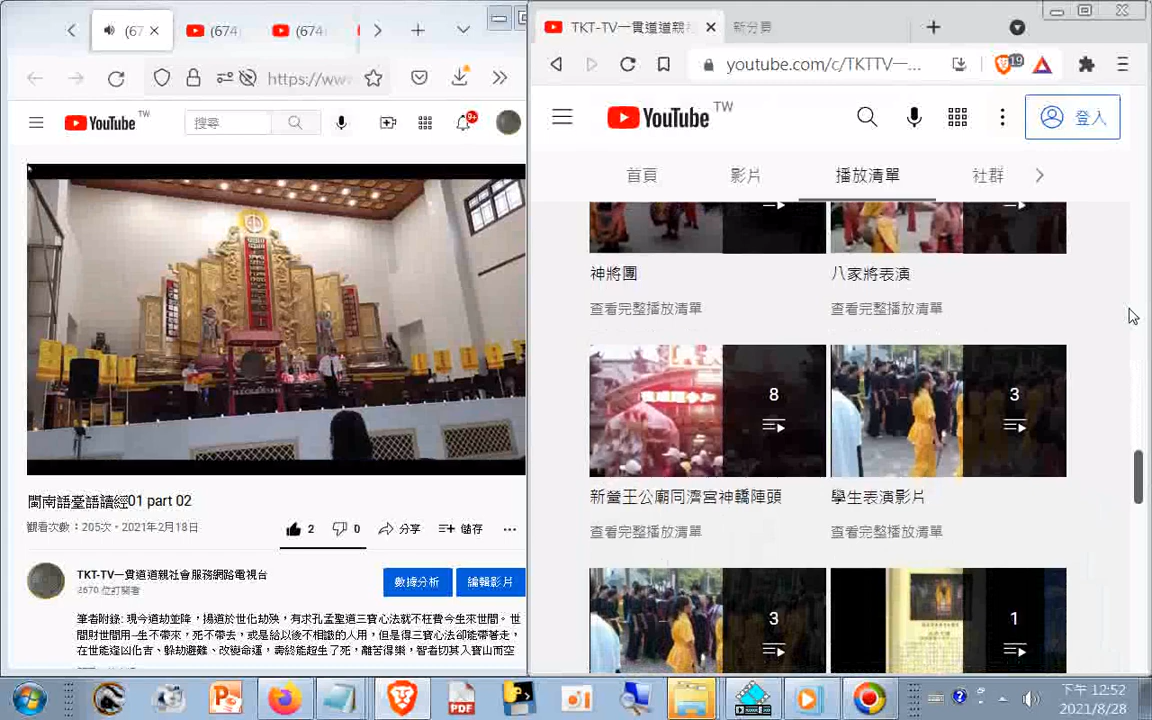 (67
(674
(674
https://www
TW
YouTube
搜尋
9+
閩南語臺語讀經01 part 02
觀看次數：205次・2021年2月18日
2
0
分享
儲存
TKT-TV一貫道道親社會服務網路電視台
2670 位訂閱者
數據分析
編輯影片
筆者附錄: 現今道劫並降，揚道於世化劫殃，有求孔孟聖道三寶心法就不枉費今生來世間。世
間財世間用一生不帶來，死不帶去，或是給以後不相識的人用，但是得三寶心法卻能帶著走，
在世能逢凶化吉、躲劫避難、改變命運，壽終能超生了死，離苦得樂，智者切莫入寶山而空
TKT-TV一貫道道親社
新分頁
youtube.com/c/TKTTV一...
19
YouTube
TW
登入
首頁
影片
播放清單
社群
神將團
八家將表演
查看完整播放清單
查看完整播放清單
8
3
新營王公廟同濟宮神轎陣頭
學生表演影片
查看完整播放清單
查看完整播放清單
3
1
PDF
下午 12:52
2021/8/28